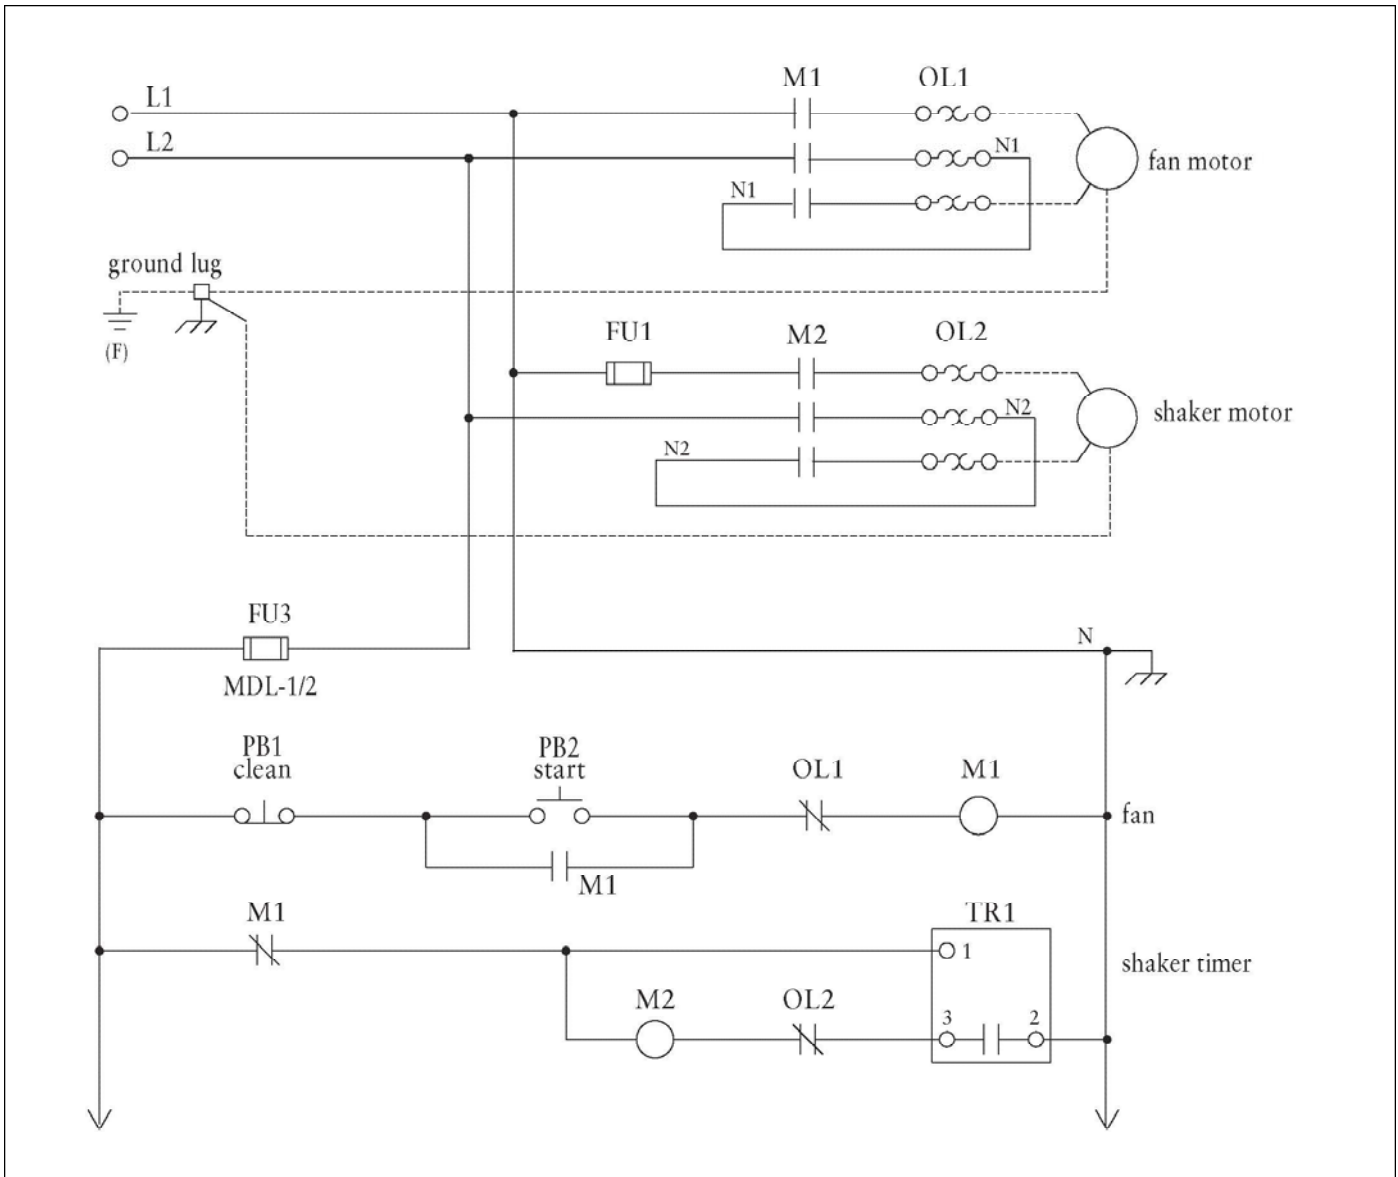 M1 OL1
L1
L2
N1
fan motor
N1
ground lug
(F)
FU1 M2 OL2
N2
shaker motor
N2
FU3
N
MDL-1/2
PB1
clean
PB2
start
OL1 M1
fan
M1
M1 TR1
1
shaker timer
M2 OL2
3 2